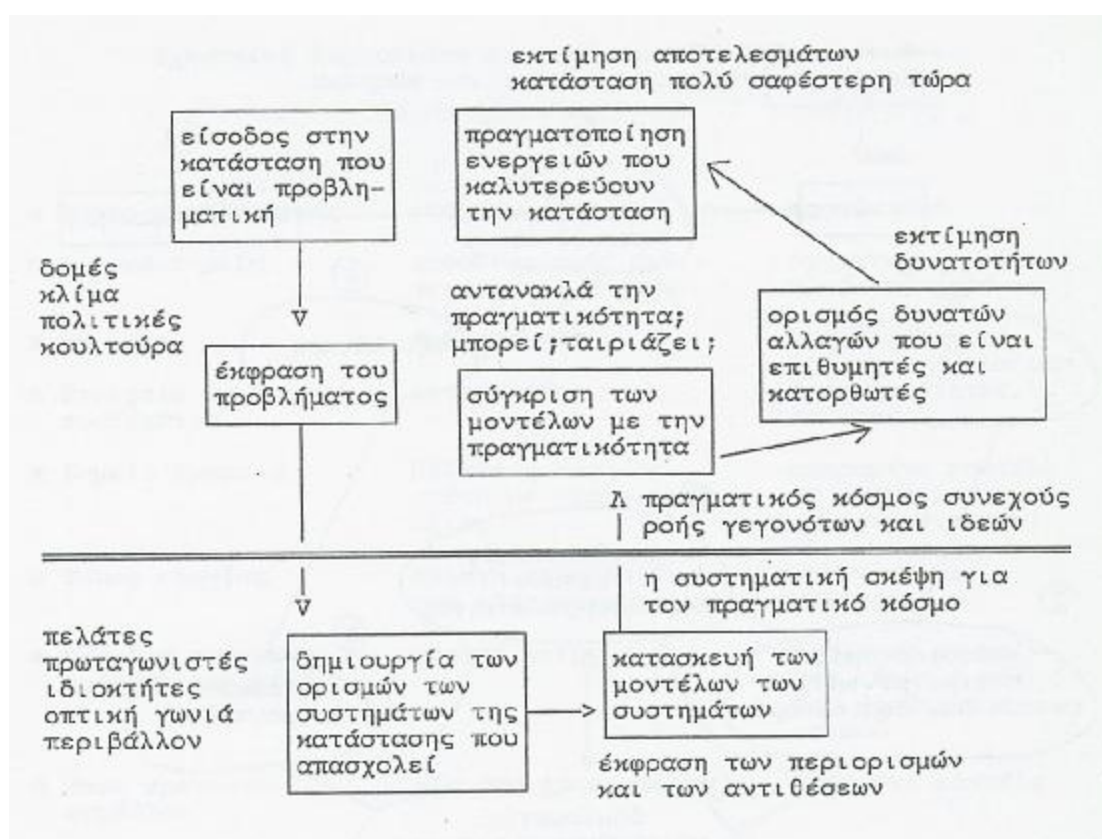 εκτίμηση αποτελεσμάτων
κατάσταση πολύ σαφέστερη τώρα
είσοδος στην
κατάσταση που
είναι προβλη-
ματική
πραγματοποίηση
ενεργειών που
καλυτερεύουν
την κατάσταση
δομές
κλίμα
πολιτικές
κουλτούρα
εκτίμηση
δυνατοτήτων
αντανακλά την
πραγματικότητα;
μπορεί;ταιριάζει;
ορισμός δυνατών
αλλαγών που είναι
επιθυμητές και
κατορθωτές
έκφραση του
προβλήματος
σύγκριση των
μοντέλων με την
πραγματικότητα
πραγματικός κόσμος συνεχούς
ροής γεγονότων και ιδεών
η συστηματική σκέψη για
τον πραγματικό κόσμο
πελάτες
πρωταγωνιστές
ιδιοκτήτες
οπτική γωνιά
περιβάλλον
δημιουργία των
ορισμών των
συστημάτων της
κατάστασης που
απασχολεί
κατασκευή των
μοντέλων των
συστημάτων
έκφραση των περιορισμών
και των αντιθέσεων